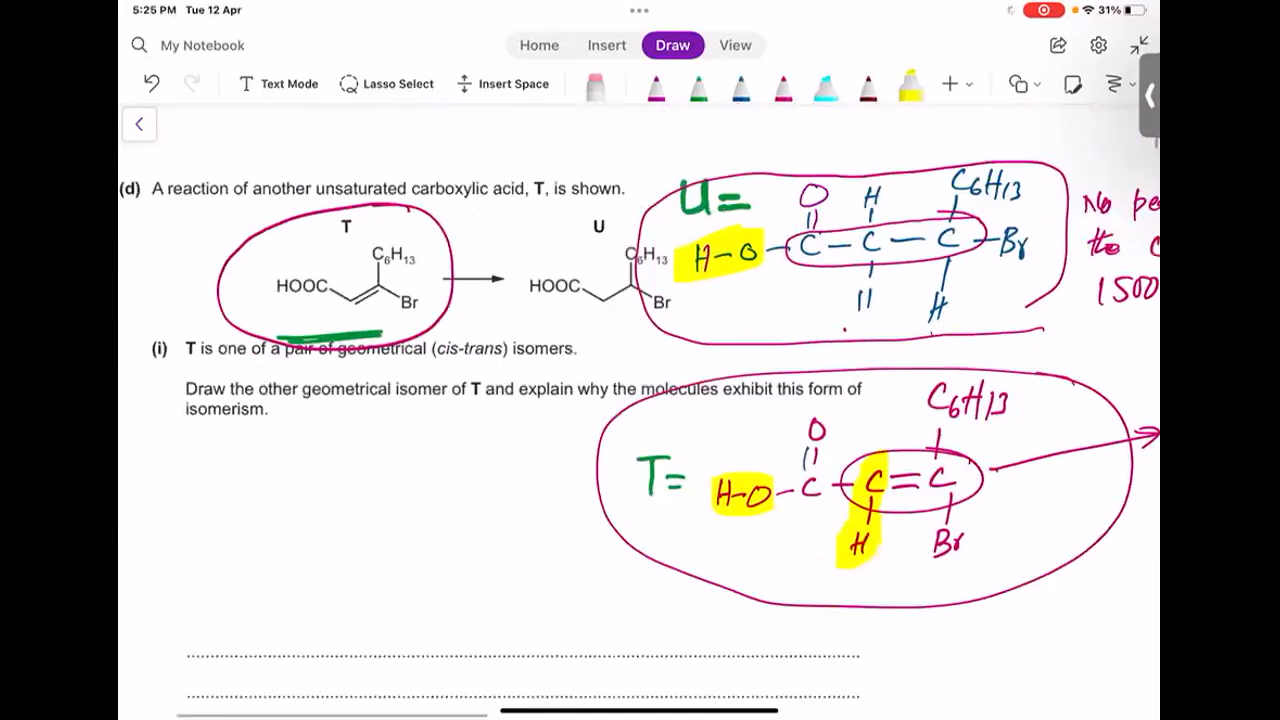 5:25 PM Tue 12 Apr
31%
My Notebook
Home Insert Draw View
Text Mode Lasso Select Insert Space
(d) A reaction of another unsaturated carboxylic acid, T, is shown.
T
C6H13
HOOC
Br
U
C6H13
HOOC
Br
U=
O H C6H13
H-O-C-C-C-Br
H H
No
the
1500
(i) T is one of a pair of geometrical (cis-trans) isomers.
Draw the other geometrical isomer of T and explain why the molecules exhibit this form of
isomerism.
C6H13
O
T= H-O-C-C=C
H Br